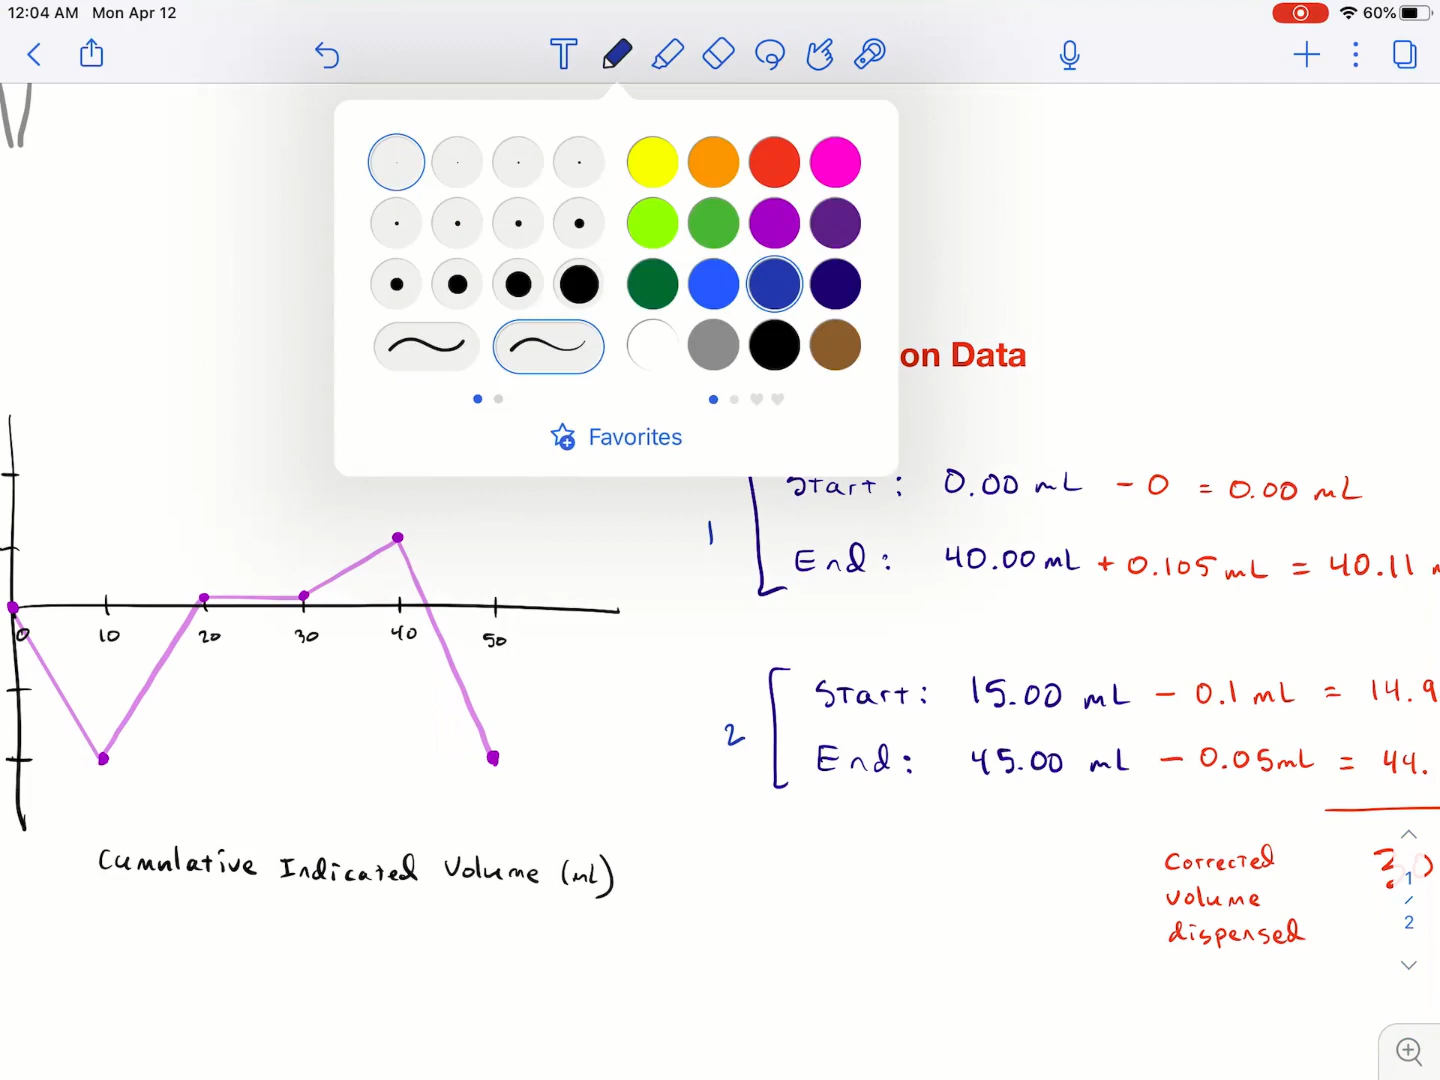 12:04 AM Mon Apr 12
60%
T
Favorites
on Data
Start: 0.00 mL - 0 = 0.00 mL
1
End: 40.00 mL + 0.105 mL = 40.11
0 10 20 30 40 50
Start: 15.00 mL - 0.1 mL = 14.9
2
End: 45.00 mL - 0.05 mL = 44.
Cumulative Indicated Volume (mL)
Corrected
volume
dispensed
?
1
/
2